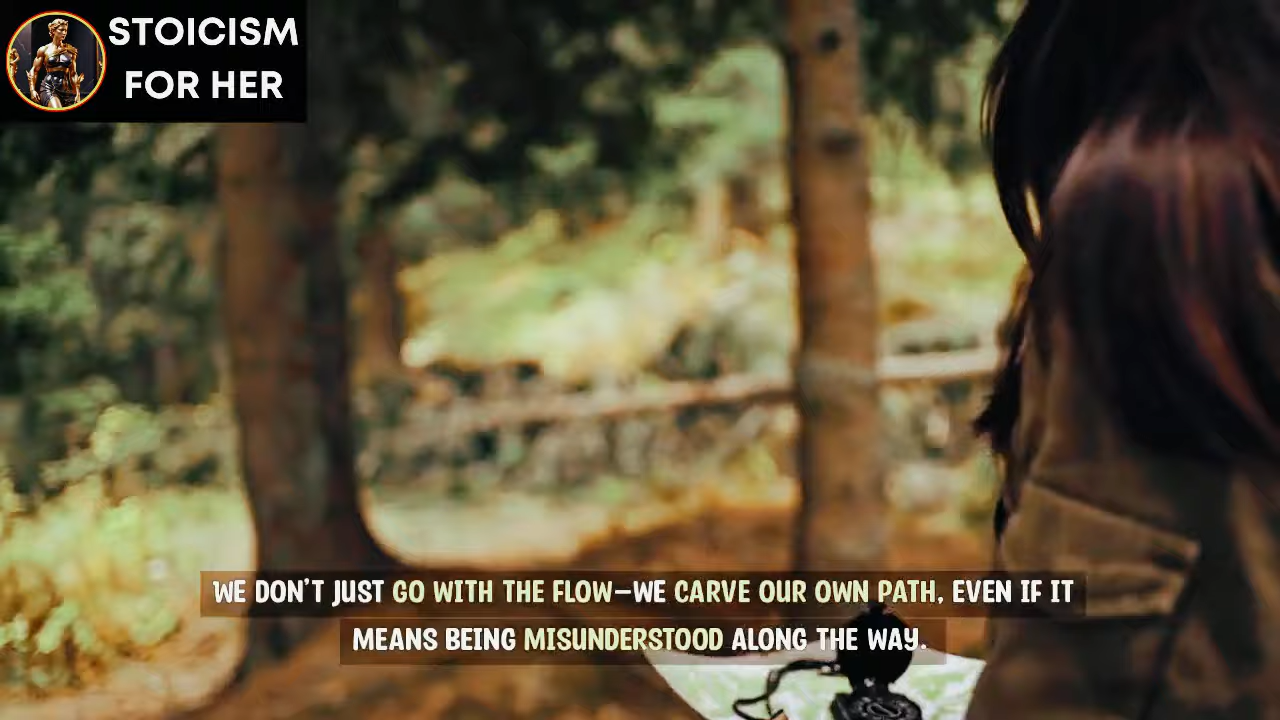 STOICISM
FOR HER
WE DON'T JUST GO WITH THE FLOW—WE CARVE OUR OWN PATH, EVEN IF IT
MEANS BEING MISUNDERSTOOD ALONG THE WAY.